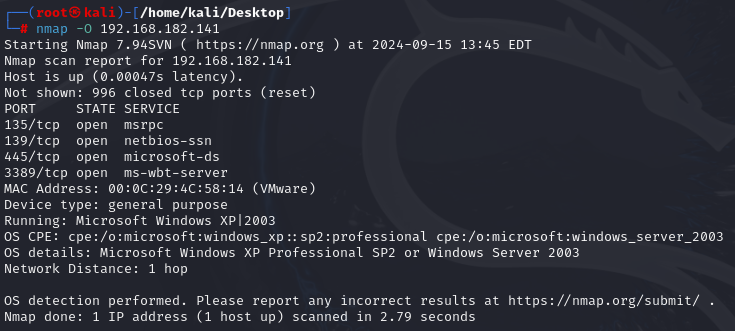 ┌──(root㉿kali)-[/home/kali/Desktop]
└─# nmap -O 192.168.182.141
Starting Nmap 7.94SVN ( https://nmap.org ) at 2024-09-15 13:45 EDT
Nmap scan report for 192.168.182.141
Host is up (0.00047s latency).
Not shown: 996 closed tcp ports (reset)
PORT     STATE SERVICE
135/tcp  open  msrpc
139/tcp  open  netbios-ssn
445/tcp  open  microsoft-ds
3389/tcp open  ms-wbt-server
MAC Address: 00:0C:29:4C:58:14 (VMware)
Device type: general purpose
Running: Microsoft Windows XP|2003
OS CPE: cpe:/o:microsoft:windows_xp::sp2:professional cpe:/o:microsoft:windows_server_2003
OS details: Microsoft Windows XP Professional SP2 or Windows Server 2003
Network Distance: 1 hop

OS detection performed. Please report any incorrect results at https://nmap.org/submit/ .
Nmap done: 1 IP address (1 host up) scanned in 2.79 seconds